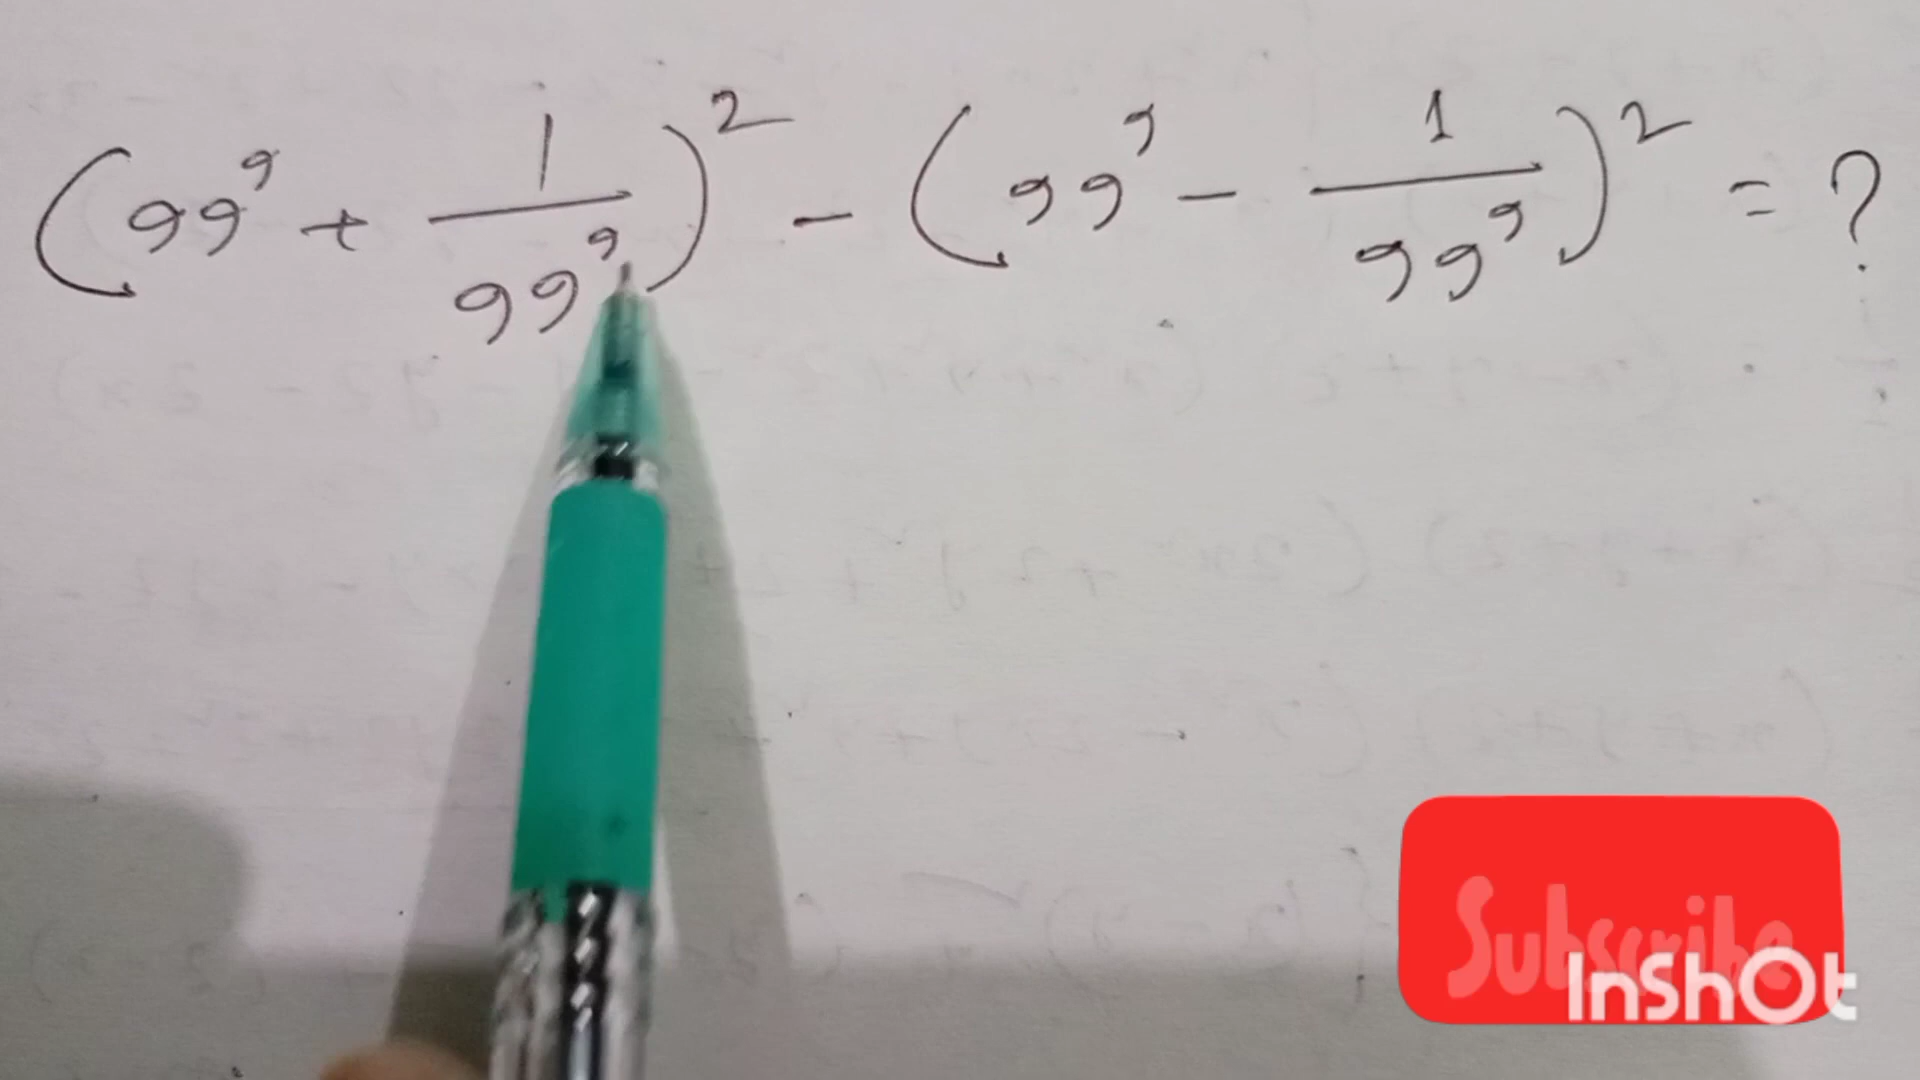 (99⁹ + 1/99⁹)² - (99⁹ - 1/99⁹)² = ?
Subscribe
InShOt